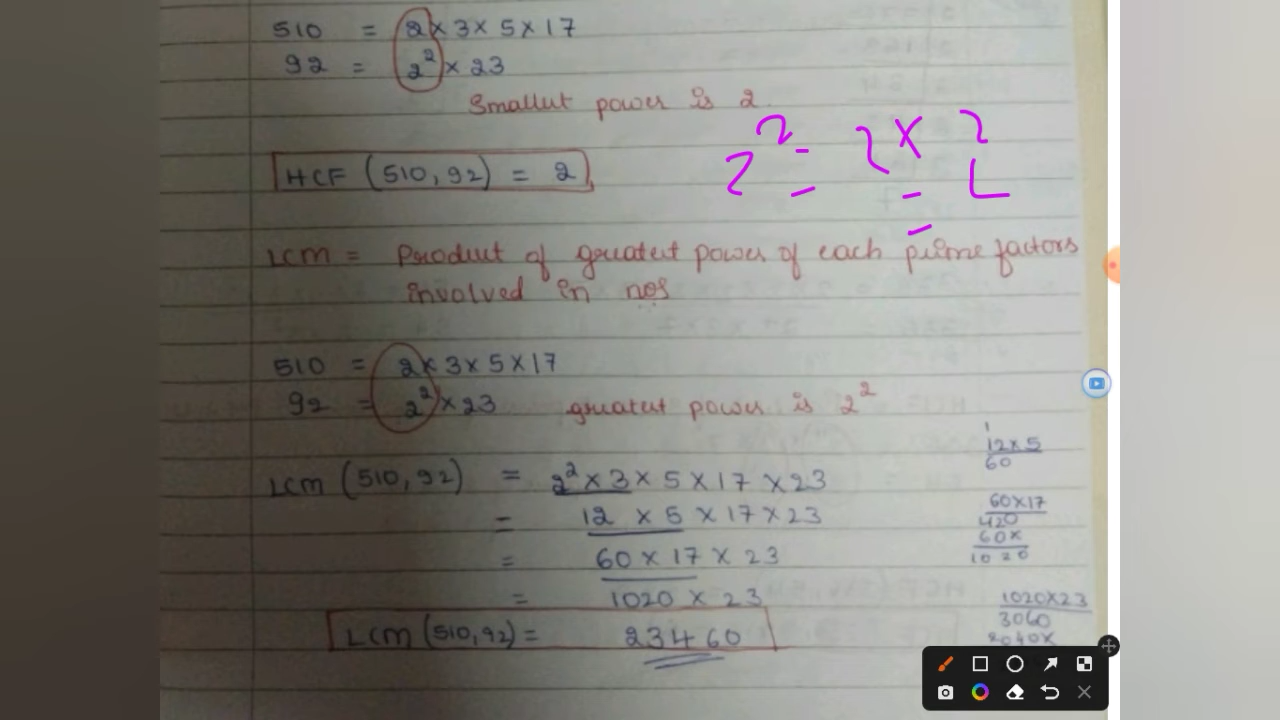 510 = 2 × 3 × 5 × 17
92 = 2² × 23
Smallest power is 2.
2² = 2 × 2
HCF (510, 92) = 2
LCM = Product of greatest power of each prime factors
involved in nos
510 = 2 × 3 × 5 × 17
92 = 2² × 23 greatest power is 2²
12 × 5
60
LCM (510, 92) = 2² × 3 × 5 × 17 × 23
= 12 × 5 × 17 × 23
60 × 17
420
60 ×
1020
= 60 × 17 × 23
= 1020 × 23
LCM (510, 92) = 23460
1020 × 23
3060
2040 ×